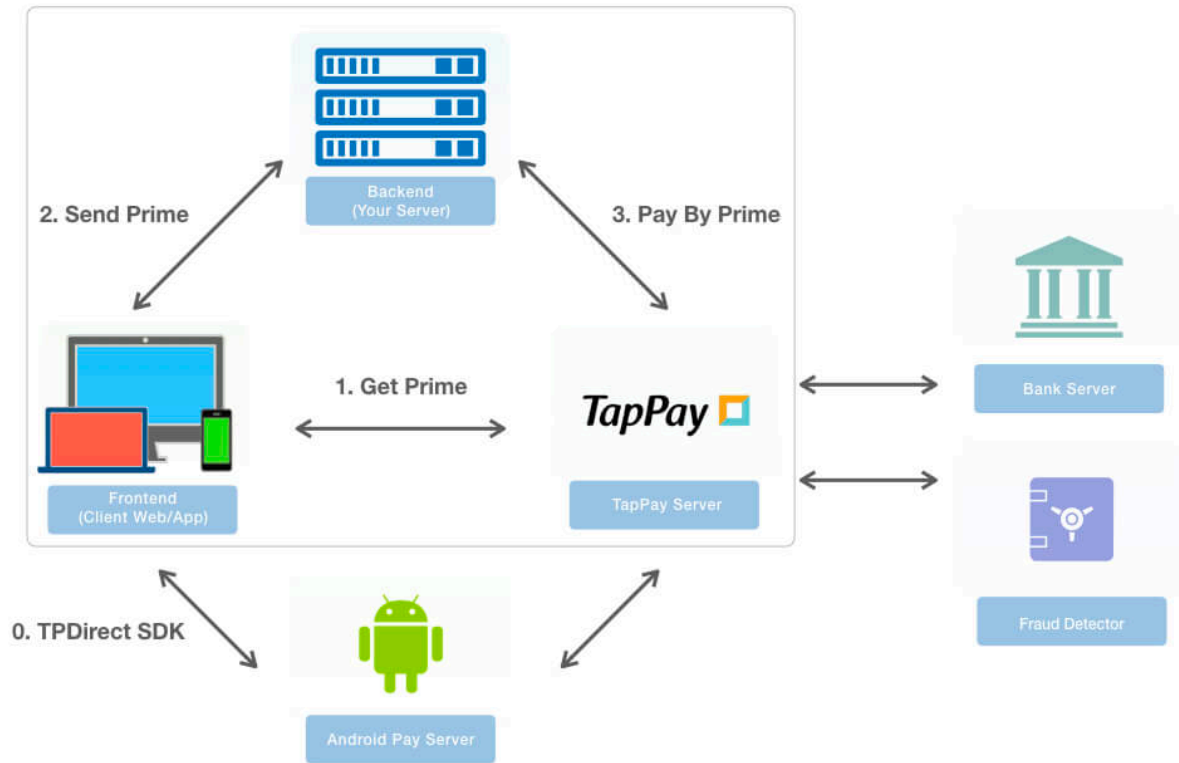 Backend
(Your Server)
2. Send Prime
3. Pay By Prime
1. Get Prime
TapPay
Bank Server
Frontend
(Client Web/App)
TapPay Server
0. TPDirect SDK
Fraud Detector
Android Pay Server